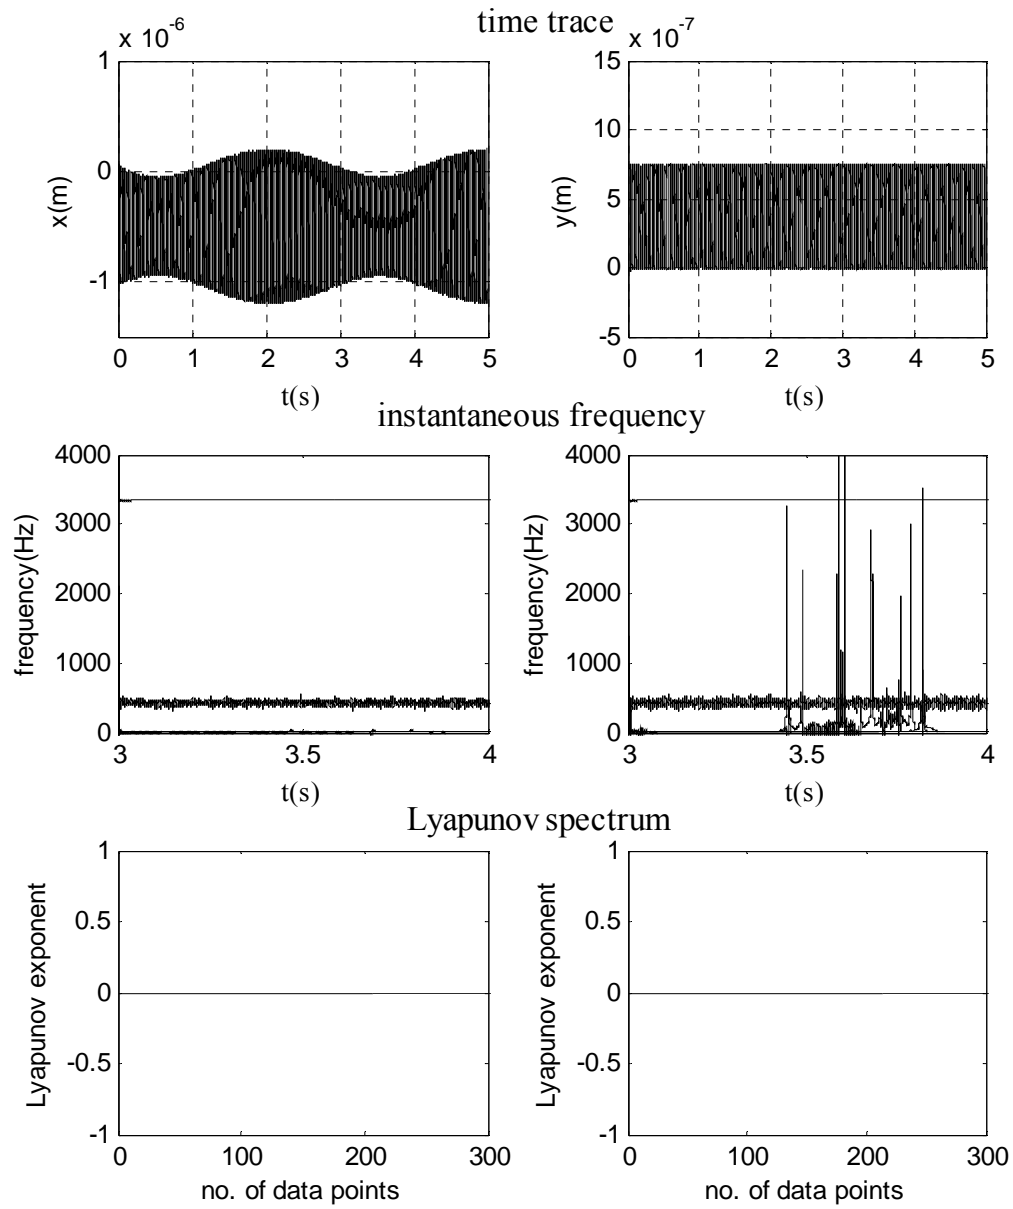 time trace
x 10^-6
x 10^-7
1
0
-1
x(m)
0 1 2 3 4 5
t(s)
15
10
5
0
-5
y(m)
0 1 2 3 4 5
t(s)
instantaneous frequency
4000
3000
2000
1000
0
frequency(Hz)
3 3.5 4
t(s)
4000
3000
2000
1000
0
frequency(Hz)
3 3.5 4
t(s)
Lyapunov spectrum
1
0.5
0
-0.5
-1
Lyapunov exponent
0 100 200 300
no. of data points
1
0.5
0
-0.5
-1
Lyapunov exponent
0 100 200 300
no. of data points